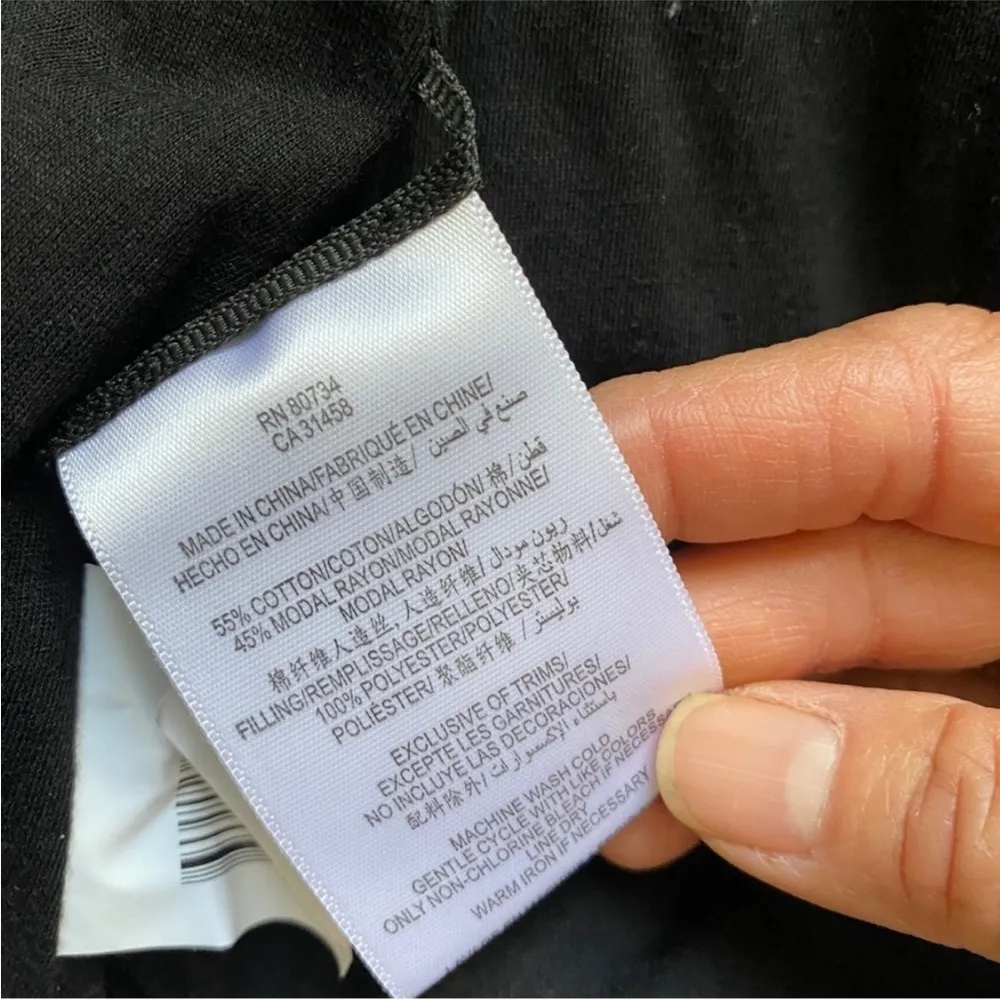 RN 80734
CA 31458
MADE IN CHINA/FABRIQUÉ EN CHINE/
HECHO EN CHINA/中国制造/ صنع في الصين
55% COTTON/COTON/ALGODÓN/棉/قطن/
45% MODAL RAYON/MODAL RAYONNE/
MODAL RAYON/
棉纤维人造丝，人造纤维/ ريون مودال/
FILLING/REMPLISSAGE/RELLENO/夹芯物料/شغل/
100% POLYESTER/POLYESTER/
POLIÉSTER/ 聚酯纤维 / بوليستر
EXCLUSIVE OF TRIMS/
EXCEPTE LES GARNITURES/
NO INCLUYE LAS DECORACIONES/
配料除外/ باستثناء الاكسسوارات
MACHINE WASH COLD
GENTLE CYCLE WITH LIKE COLORS
ONLY NON-CHLORINE BLEACH IF NECESSARY
LINE DRY
WARM IRON IF NECESSARY